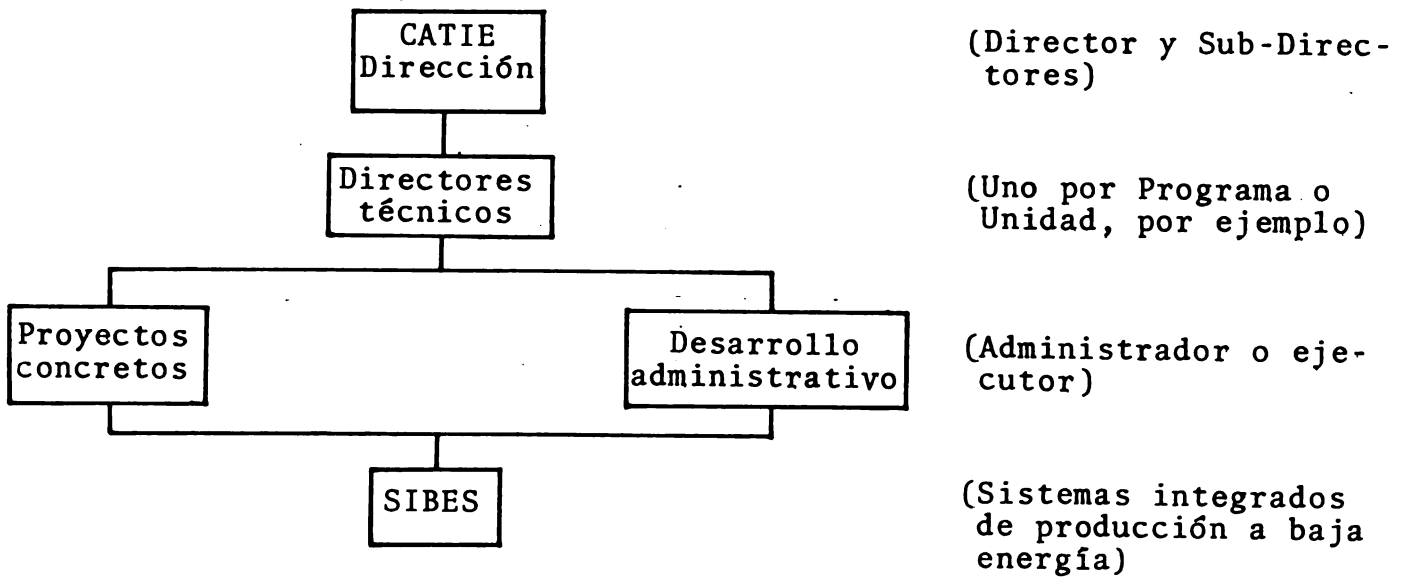 CATIE
Dirección
(Director y Sub-Direc-
tores)
Directores
técnicos
(Uno por Programa o
Unidad, por ejemplo)
Proyectos
concretos
Desarrollo
administrativo
(Administrador o eje-
cutor)
SIBES
(Sistemas integrados
de producción a baja
energía)